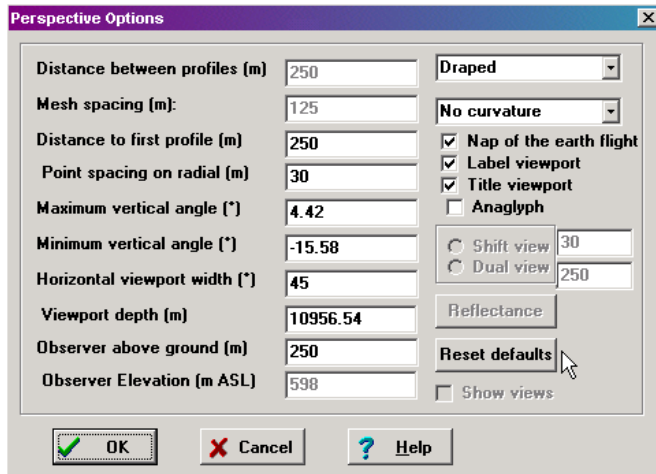 Perspective Options
Distance between profiles (m) 250
Mesh spacing (m): 125
Distance to first profile (m) 250
Point spacing on radial (m) 30
Maximum vertical angle (°) 4.42
Minimum vertical angle (°) -15.58
Horizontal viewport width (°) 45
Viewport depth (m) 10956.54
Observer above ground (m) 250
Observer Elevation (m ASL) 598
Draped
No curvature
Nap of the earth flight
Label viewport
Title viewport
Anaglyph
Shift view 30
Dual view 250
Reflectance
Reset defaults
Show views
OK Cancel ? Help